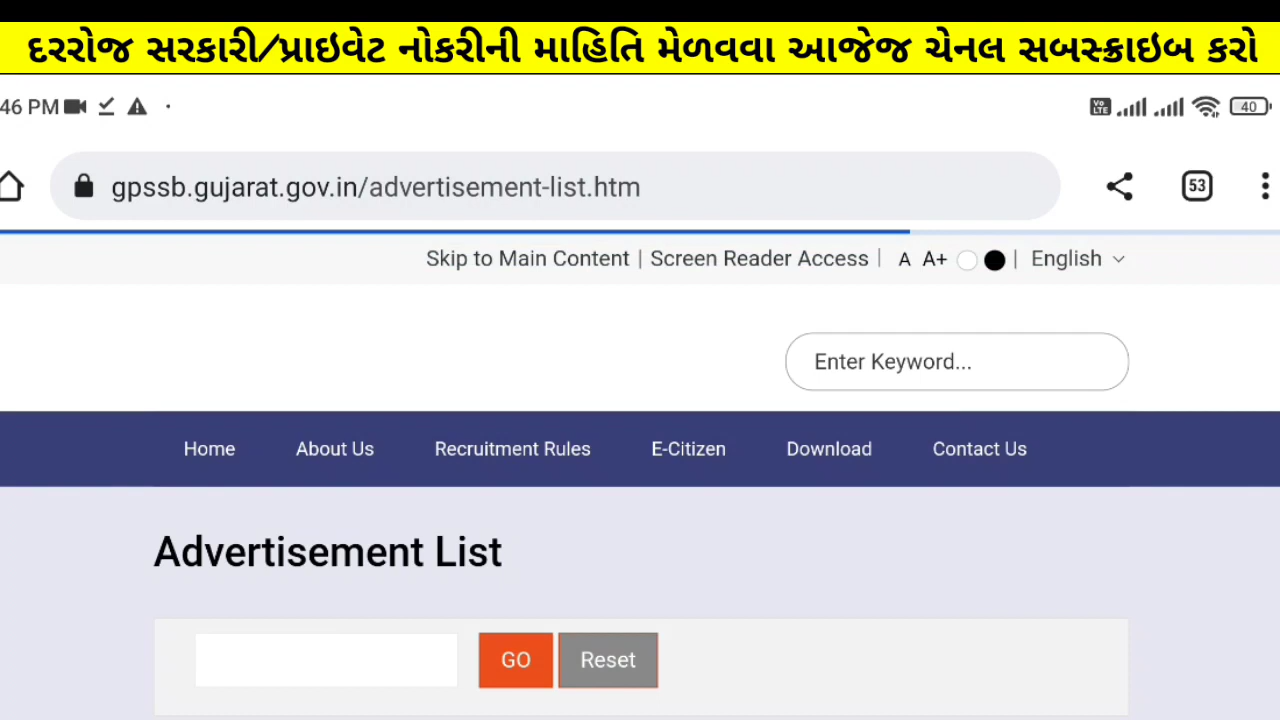 દરરોજ સરકારી/પ્રાઇવેટ નોકરીની માહિતિ મેળવવા આજેજ ચેનલ સબસ્ક્રાઇબ કરો
46 PM VoLTE 40
gpssb.gujarat.gov.in/advertisement-list.htm 53
Skip to Main Content | Screen Reader Access | A A+ | English
Enter Keyword...
Home About Us Recruitment Rules E-Citizen Download Contact Us
Advertisement List
GO Reset